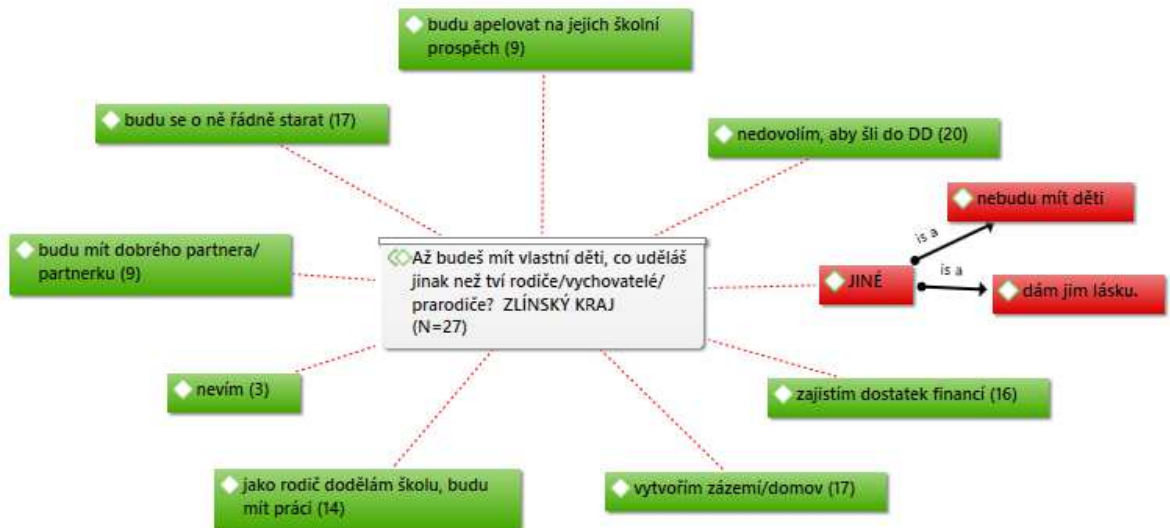 budu apelovat na jejich školní
prospěch (9)
budu se o ně řádně starat (17)
nedovolím, aby šli do DD (20)
nebudu mít děti
is a
budu mít dobrého partnera/
partnerku (9)
Až budeš mít vlastní děti, co uděláš
jinak než tví rodiče/vychovatelé/
prarodiče?  ZLÍNSKÝ KRAJ
(N=27)
JINÉ
is a
dám jim lásku.
nevím (3)
zajistím dostatek financí (16)
jako rodič dodělám školu, budu
mít práci (14)
vytvořím zázemí/domov (17)